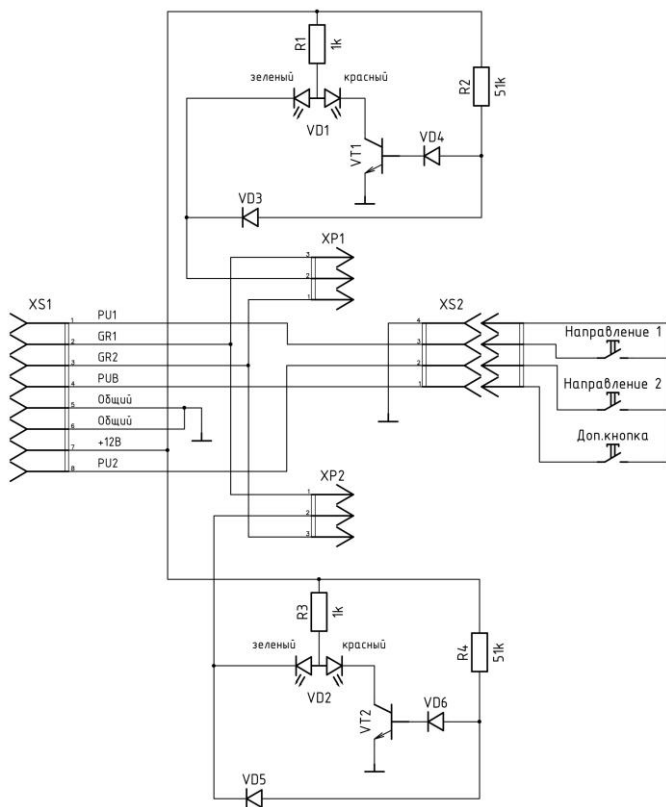 R1
1k
зеленый
красный
R2
51k
VD1
VT1
VD4
VD3
XP1
3
2
1
XS1
XS2
1 PU1
2 GR1
3 GR2
4 PUB
5 Общий
6 Общий
7 +12В
8 PU2
4
3
2
1
Направление 1
Направление 2
Доп.кнопка
XP2
1
2
3
R3
1k
зеленый
красный
R4
51k
VD2
VT2
VD6
VD5